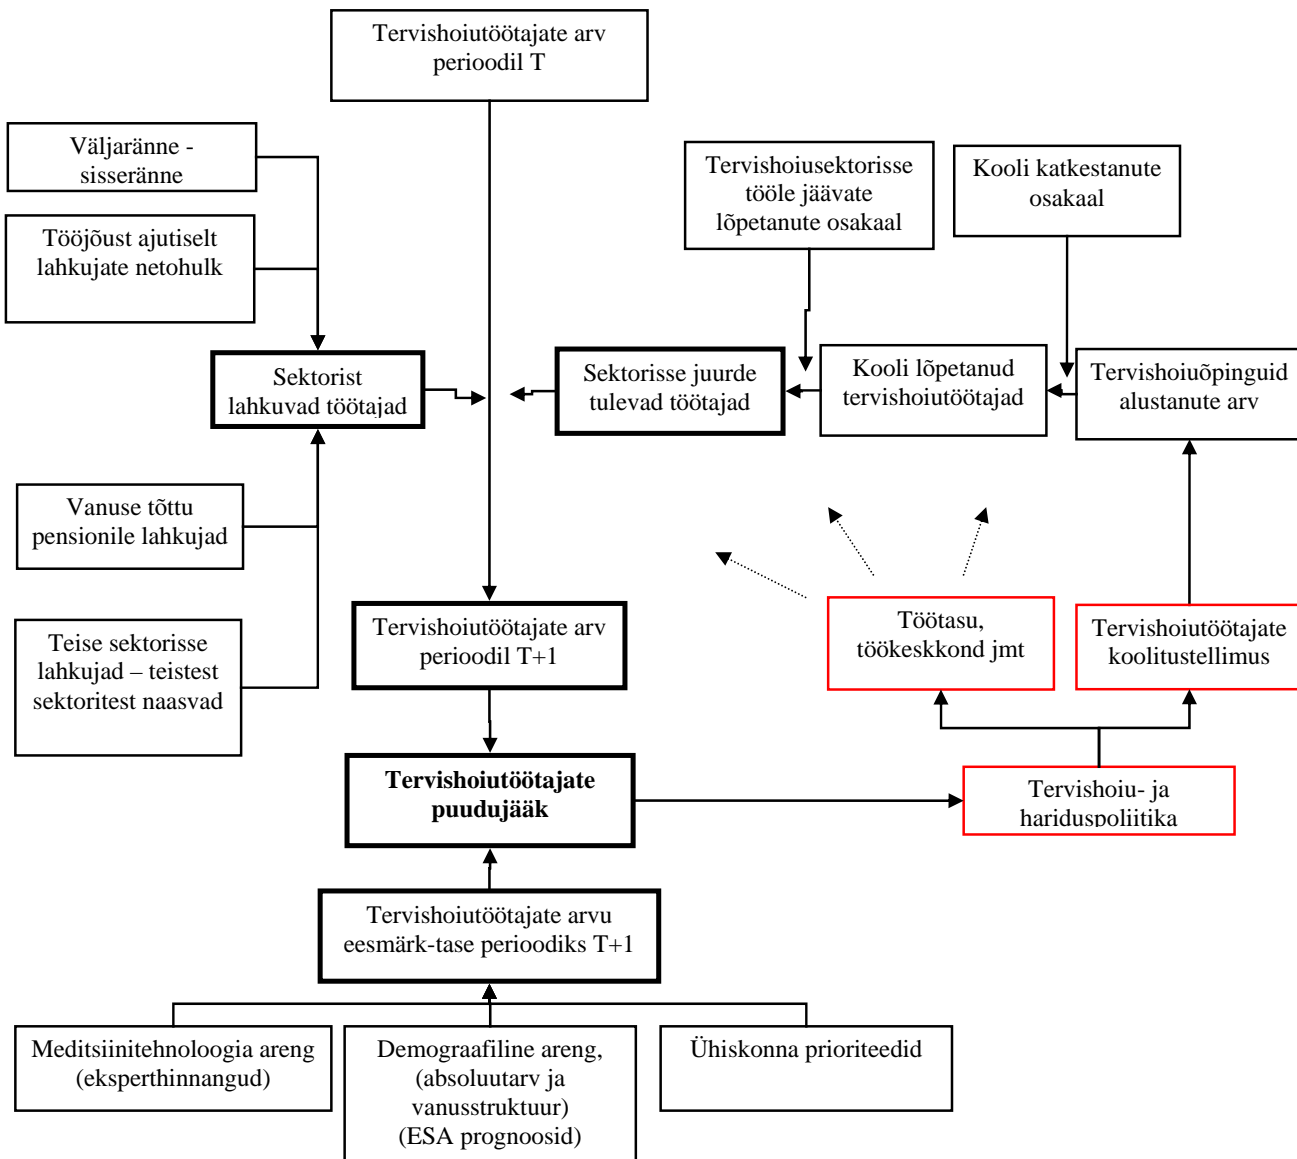 Tervishoiutöötajate arv
perioodil T
Väljaränne -
sisseränne
Tööjõust ajutiselt
lahkujate netohulk
Tervishoiusektorisse
tööle jäävate
lõpetanute osakaal
Kooli katkestanute
osakaal
Sektorist
lahkuvad töötajad
Sektorisse juurde
tulevad töötajad
Kooli lõpetanud
tervishoiutöötajad
Tervishoiuõpinguid
alustanute arv
Vanuse tõttu
pensionile lahkujad
Teise sektorisse
lahkujad – teistest
sektoritest naasvad
Tervishoiutöötajate arv
perioodil T+1
Töötasu,
töökeskkond jmt
Tervishoiutöötajate
koolitustellimus
Tervishoiutöötajate
puudujääk
Tervishoiu- ja
hariduspoliitika
Tervishoiutöötajate arvu
eesmärk-tase perioodiks T+1
Meditsiinitehnoloogia areng
(eksperthinnangud)
Demograafiline areng,
(absoluutarv ja
vanusstruktuur)
(ESA prognoosid)
Ühiskonna prioriteedid